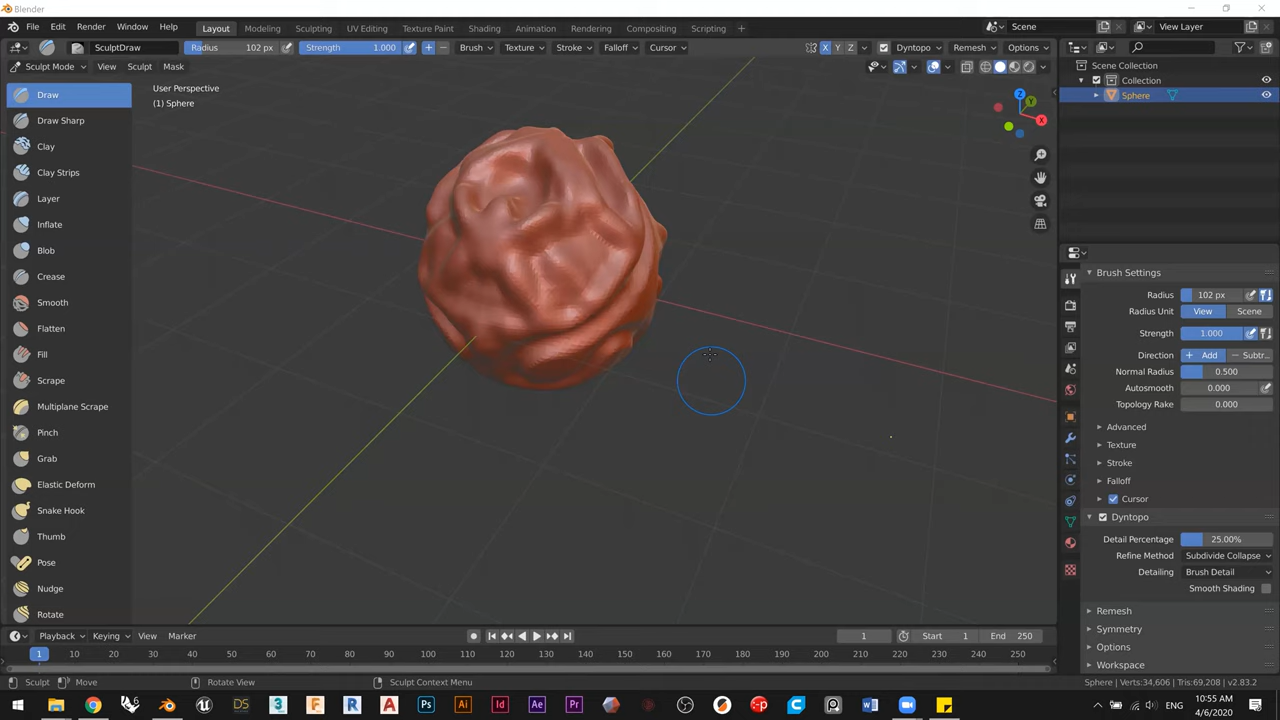 Blender
File Edit Render Window Help Layout Modeling Sculpting UV Editing Texture Paint Shading Animation Rendering Compositing Scripting + Scene View Layer
SculptDraw Radius 102 px Strength 1.000 + − Brush Texture Stroke Falloff Cursor X Y Z Dyntopo Remesh Options
Sculpt Mode View Sculpt Mask
Scene Collection
Collection
Sphere
User Perspective
(1) Sphere
Z
Y
X
Draw
Draw Sharp
Clay
Clay Strips
Layer
Inflate
Blob
Crease
Smooth
Flatten
Fill
Scrape
Multiplane Scrape
Pinch
Grab
Elastic Deform
Snake Hook
Thumb
Pose
Nudge
Rotate
Brush Settings
Radius 102 px
Radius Unit View Scene
Strength 1.000
Direction + Add − Subtr...
Normal Radius 0.500
Autosmooth 0.000
Topology Rake 0.000
Advanced
Texture
Stroke
Falloff
Cursor
Dyntopo
Detail Percentage 25.00%
Refine Method Subdivide Collapse
Detailing Brush Detail
Smooth Shading
Remesh
Symmetry
Options
Workspace
Playback Keying View Marker 1 Start 1 End 250
1 10 20 30 40 50 60 70 80 90 100 110 120 130 140 150 160 170 180 190 200 210 220 230 240 250
Sculpt Move Rotate View Sculpt Context Menu Sphere | Verts:34,606 | Tris:69,208 | v2.83.2
DS 3 F R A Ps Ai Id Ae Pr W
10:55 AM
4/6/2020